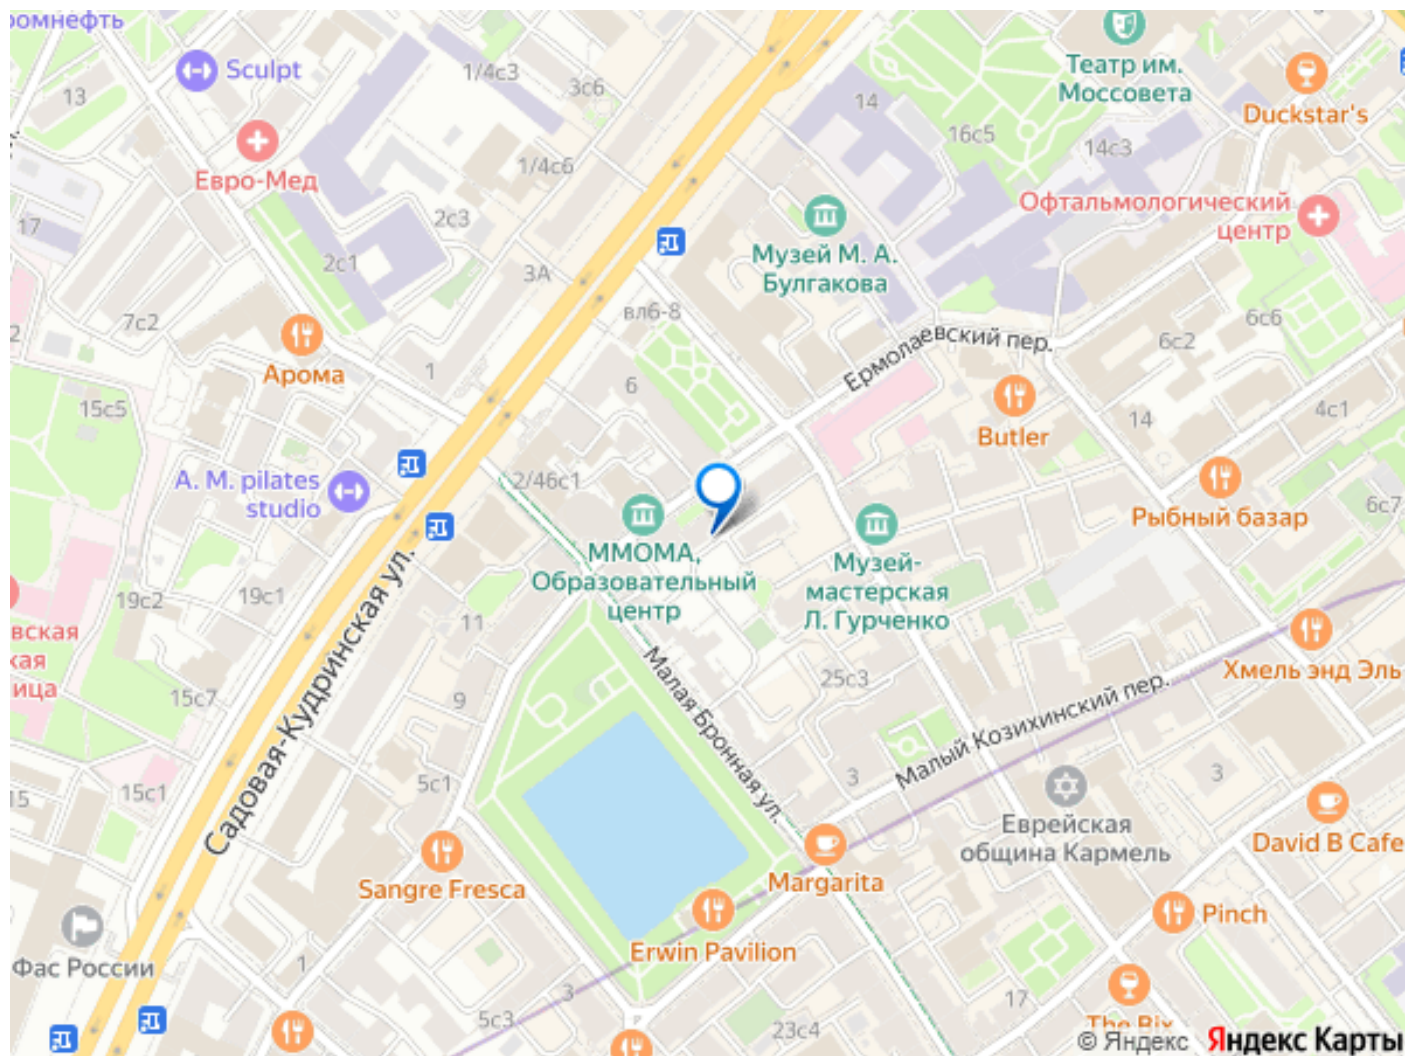 омнефть
Sculpt
1/4с3
3с6
13
Театр им.
Моссовета
Duckstar's
14
16с5
14с3
Евро-Мед
1/4с6
2с3
17
Офтальмологический
центр
Музей М. А.
Булгакова
2с1
3А
вл6-8
7с2
6с6
Ермолаевский пер.
6с2
Арома
1
6
15с5
4с1
14
Butler
A. M. pilates
studio
2/46с1
Рыбный базар
6с7
ММОМА,
Образовательный
центр
Музей-
мастерская
Л. Гурченко
19с2
19с1
11
вская
кая
ица
Садовая-Кудринская ул.
Малая Бронная ул.
Хмель энд Эль
25с3
15с7
9
Малый Козихинский пер.
3
3
5с1
15
15с1
Еврейская
община Кармель
David B Cafe
Sangre Fresca
Margarita
Pinch
Erwin Pavilion
Фас России
1
3
17
5с3
23с4
The Rix
© Яндекс Яндекс Карты